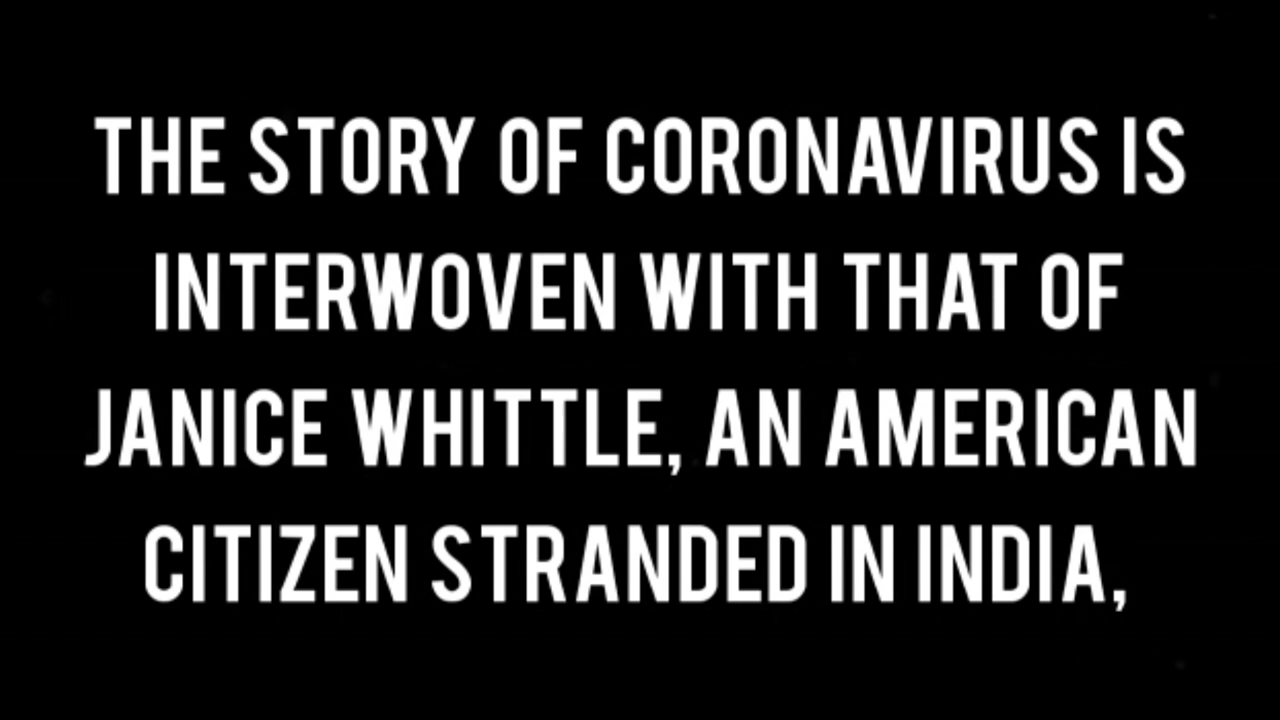 THE STORY OF CORONAVIRUS IS
INTERWOVEN WITH THAT OF
JANICE WHITTLE, AN AMERICAN
CITIZEN STRANDED IN INDIA,